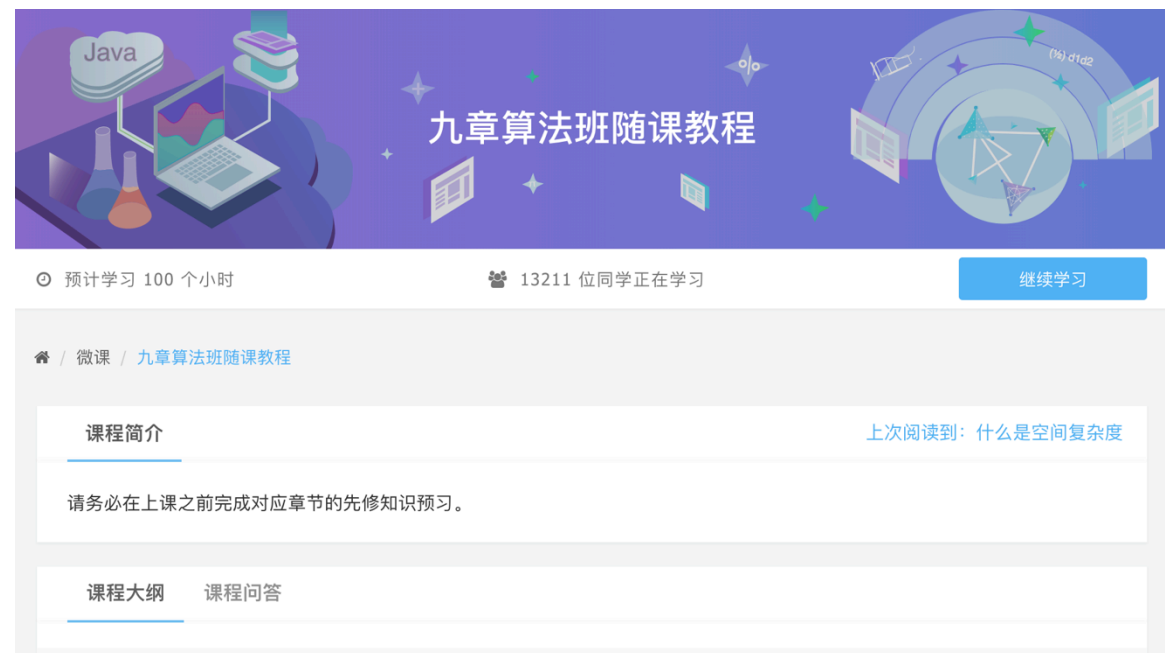 Java
%
(½) d1d2
九章算法班随课教程
预计学习 100 个小时
13211 位同学正在学习
继续学习
/ 微课 / 九章算法班随课教程
课程简介
上次阅读到：什么是空间复杂度
请务必在上课之前完成对应章节的先修知识预习。
课程大纲 课程问答